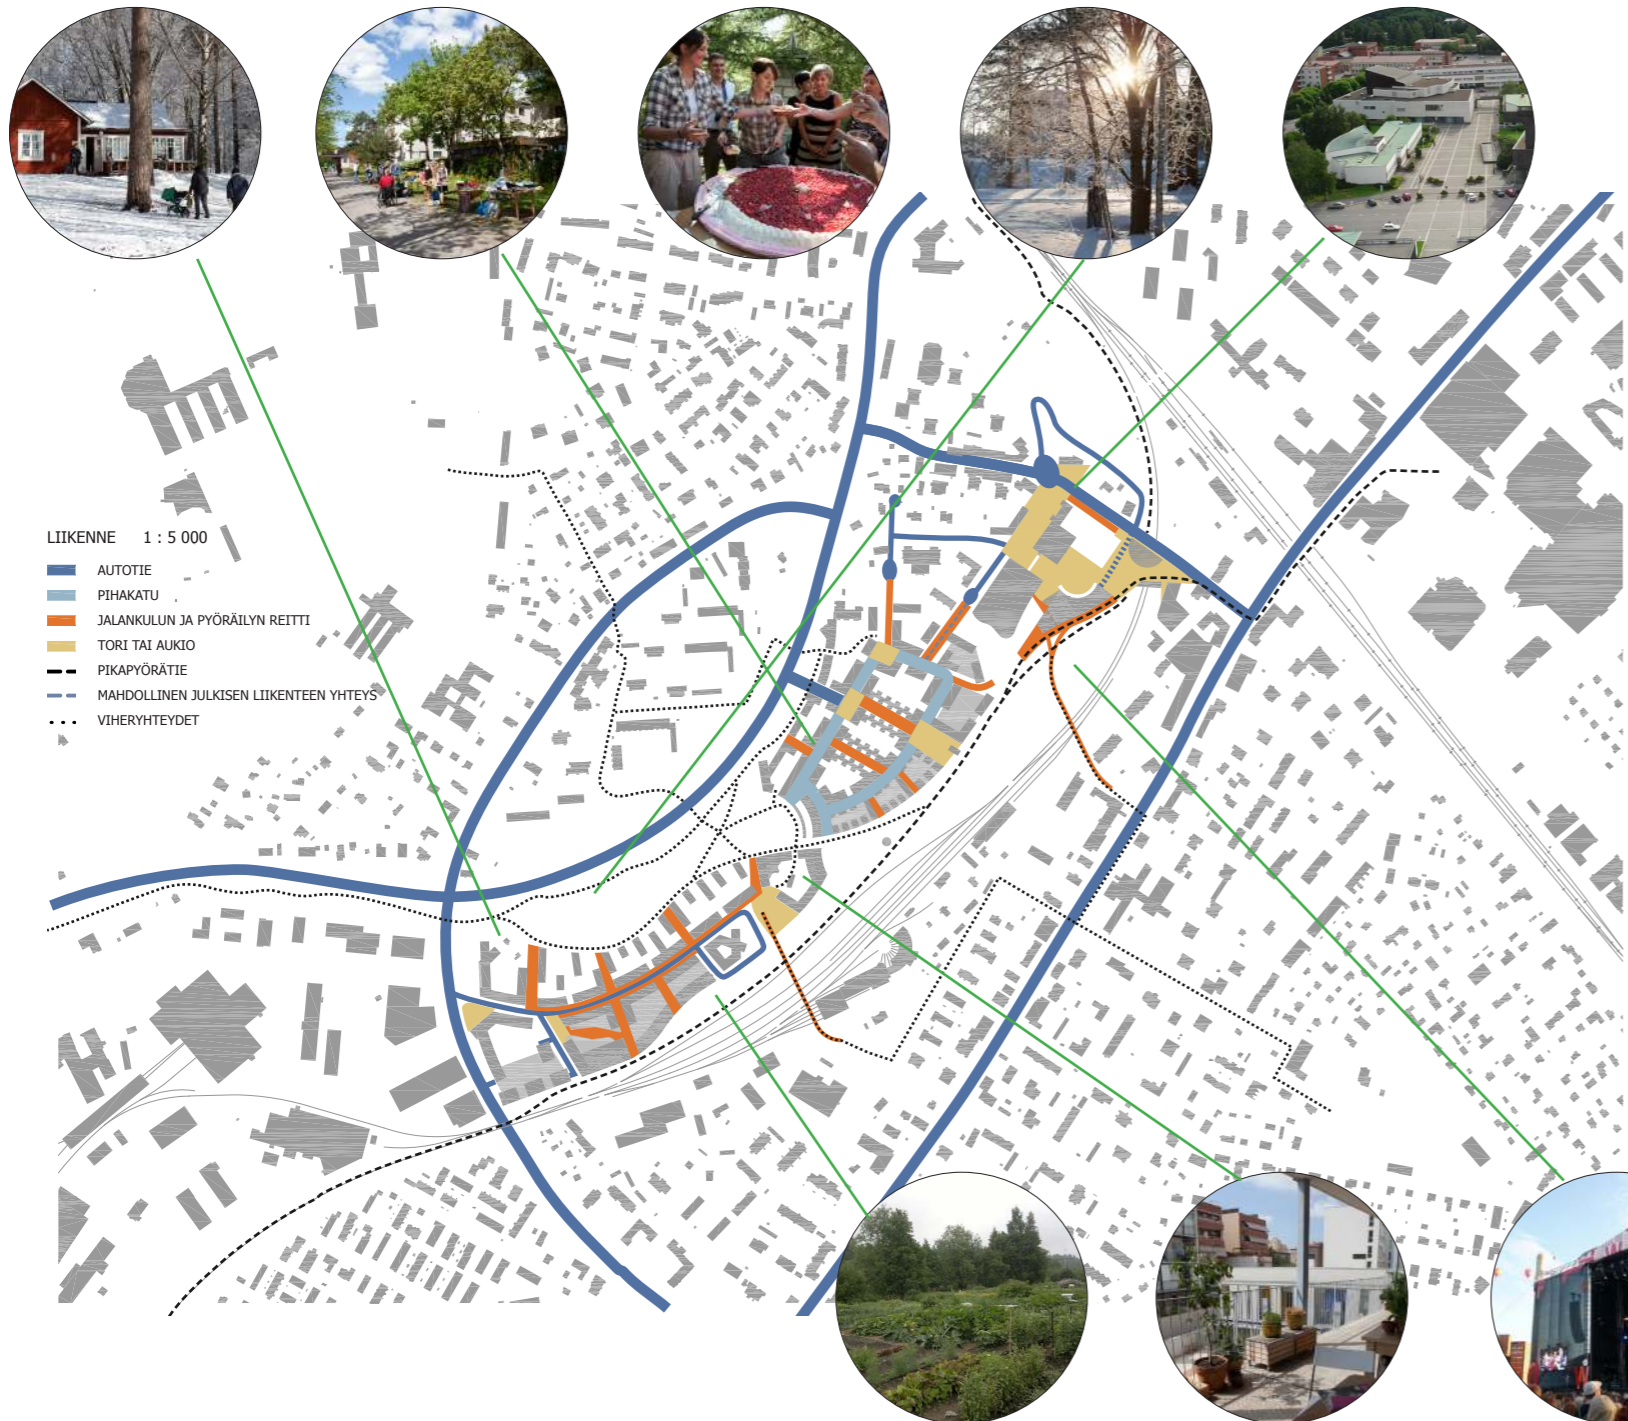 LIIKENNE 1 : 5 000
AUTOTIE
PIHAKATU
JALANKULUN JA PYÖRÄILYN REITTI
TORI TAI AUKIO
PIKAPYÖRÄTIE
MAHDOLLINEN JULKISEN LIIKENTEEN YHTEYS
VIHERYHTEYDET